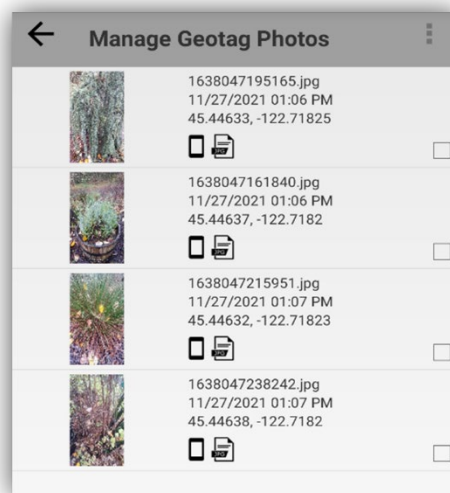 Manage Geotag Photos
1638047195165.jpg
11/27/2021 01:06 PM
45.44633, -122.71825
1638047161840.jpg
11/27/2021 01:06 PM
45.44637, -122.7182
1638047215951.jpg
11/27/2021 01:07 PM
45.44632, -122.71823
1638047238242.jpg
11/27/2021 01:07 PM
45.44638, -122.7182